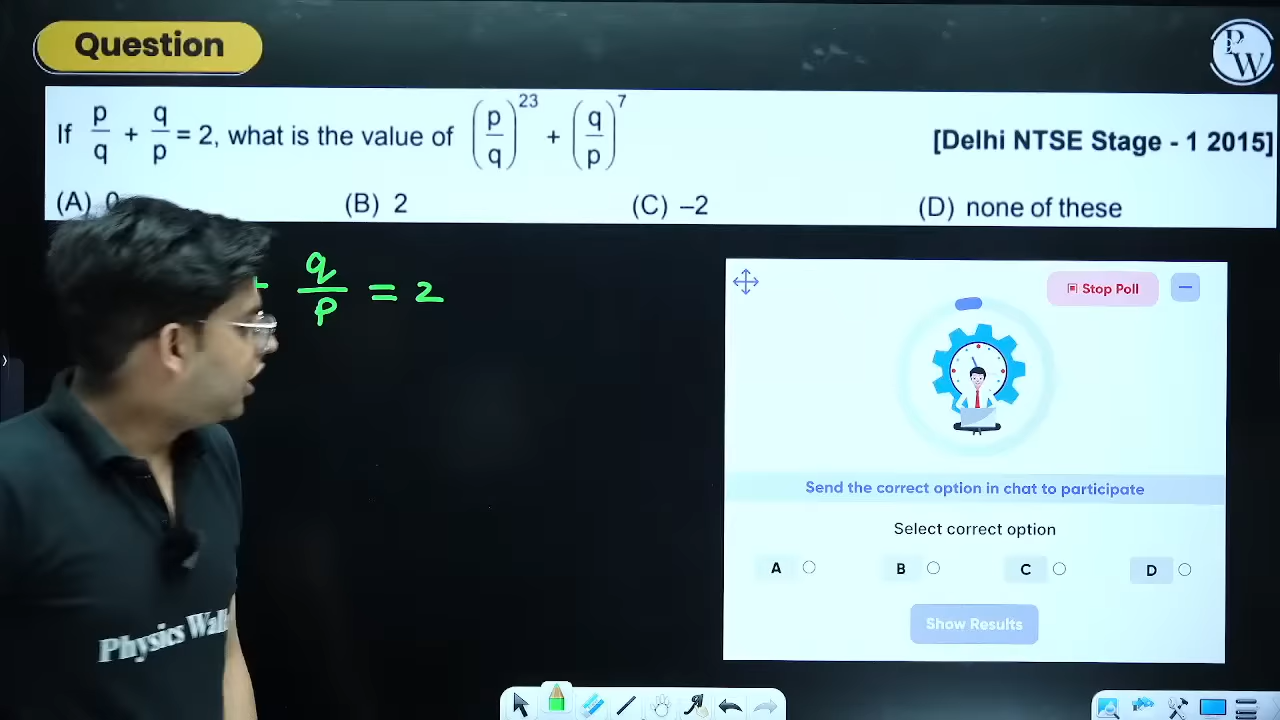 Question
PW
If p/q + q/p = 2, what is the value of (p/q)^23 + (q/p)^7
[Delhi NTSE Stage - 1 2015]
(A) 0 (B) 2 (C) –2 (D) none of these
q/p = 2
Stop Poll
Send the correct option in chat to participate
Select correct option
A B C D
Show Results
Physics Wall